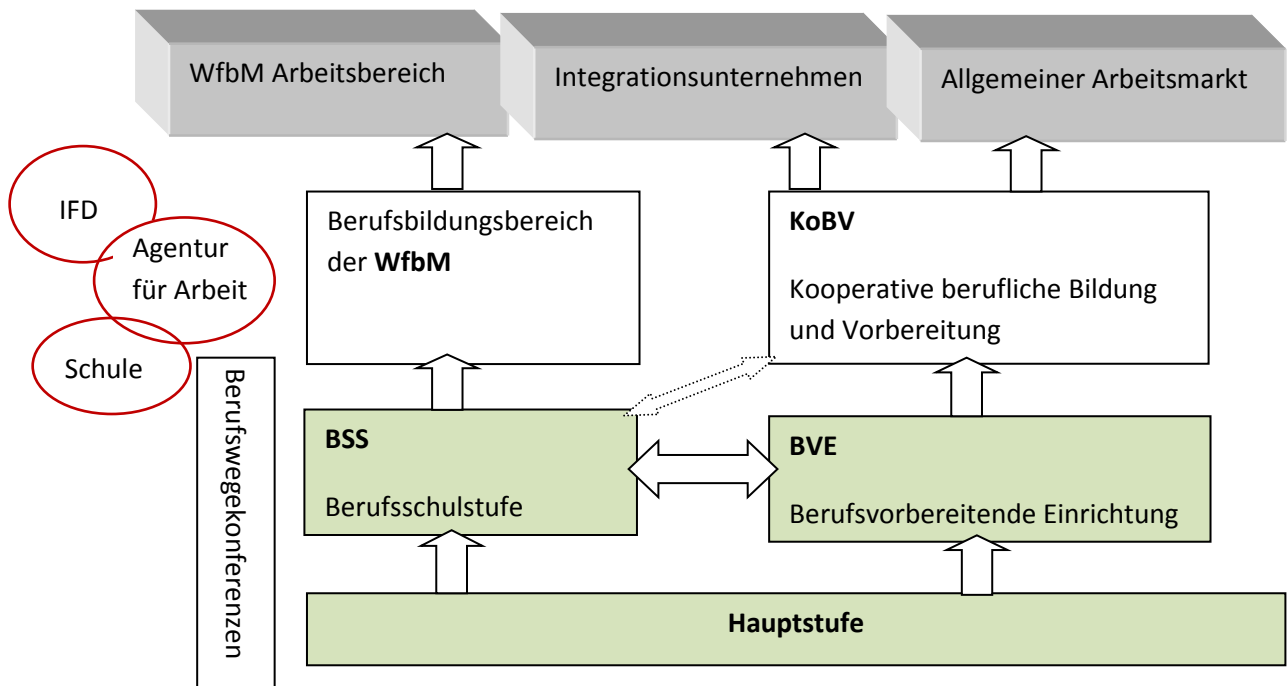 WfbM Arbeitsbereich
Integrationsunternehmen
Allgemeiner Arbeitsmarkt
IFD
Agentur
für Arbeit
Schule
Berufswegekonferenzen
Berufsbildungsbereich
der WfbM
KoBV
Kooperative berufliche Bildung
und Vorbereitung
BSS
Berufsschulstufe
BVE
Berufsvorbereitende Einrichtung
Hauptstufe